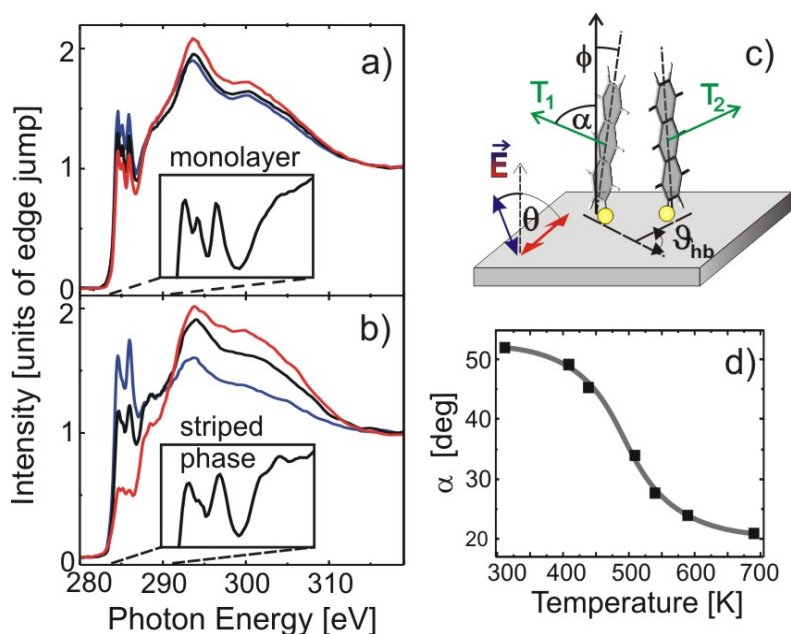 Intensity [units of edge jump]
2
a)
1
monolayer
0
2
b)
1
striped
phase
0
280
290
300
310
Photon Energy [eV]
c)
ϕ
T1
α
T2
E
θ
ϑhb
d)
50
40
30
20
α [deg]
300 400 500 600 700
Temperature [K]